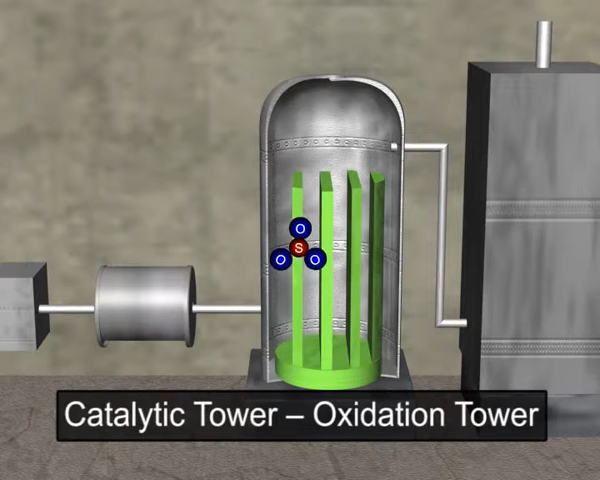 O
S
O O
Catalytic Tower – Oxidation Tower